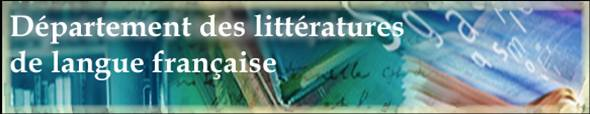 Département des littératures
de langue française